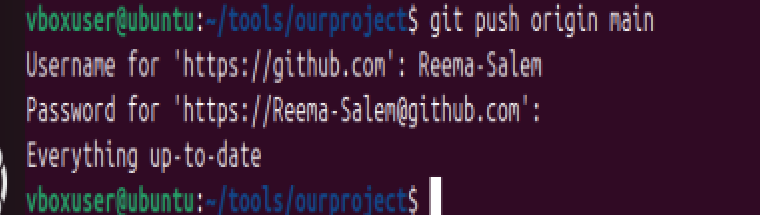 vboxuser@ubuntu:~/tools/ourproject$ git push origin main
Username for 'https://github.com': Reema-Salem
Password for 'https://Reema-Salem@github.com':
Everything up-to-date
vboxuser@ubuntu:~/tools/ourproject$